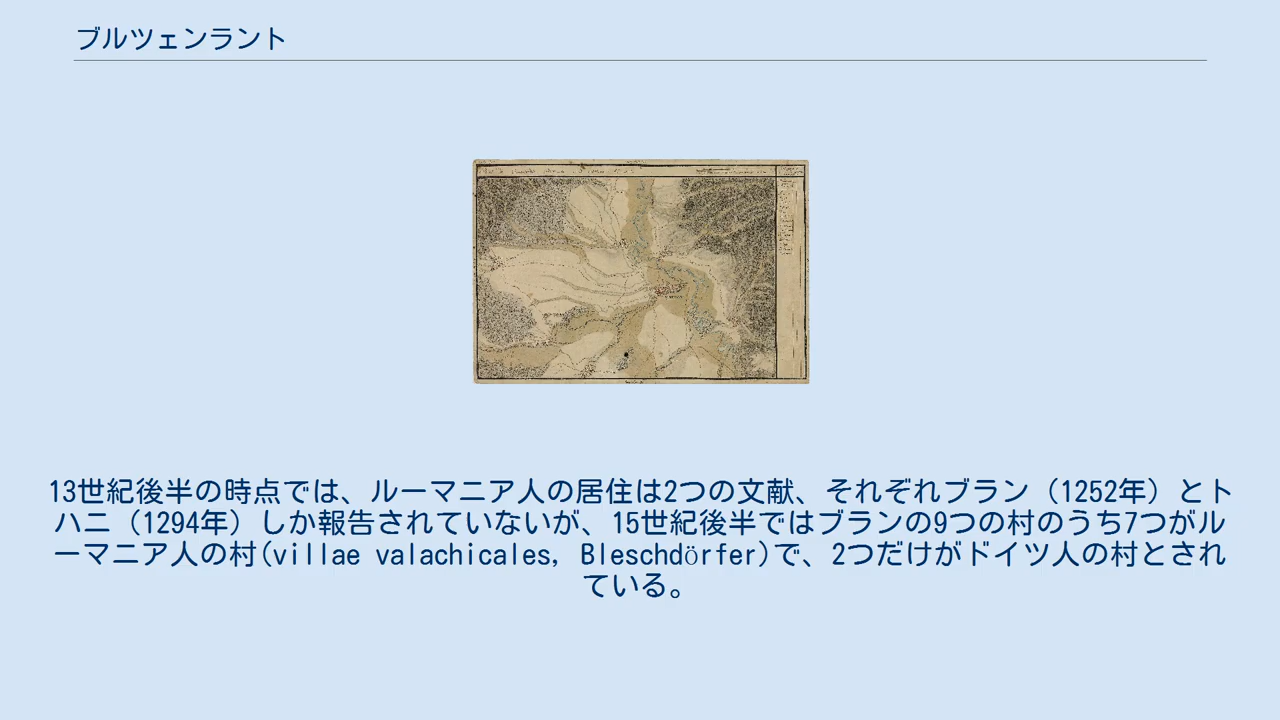 ブルツェンラント
13世紀後半の時点では、ルーマニア人の居住は2つの文献、それぞれブラン（1252年）とト
ハニ（1294年）しか報告されていないが、15世紀後半ではブランの9つの村のうち7つがル
ーマニア人の村(villae valachicales, Bleschdörfer)で、2つだけがドイツ人の村とされ
ている。